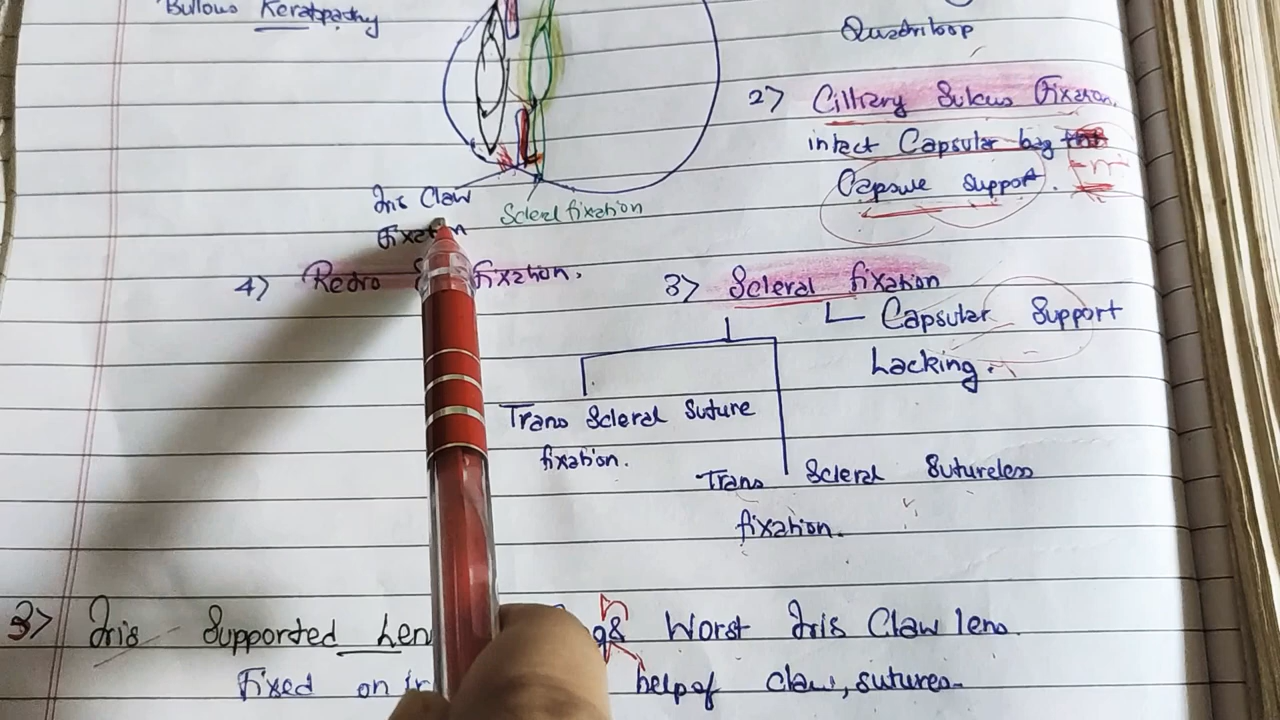 Bullous Keratopathy
Quadriloop
2) Cilliary Sulcus Fixation.
intact Capsular bag
Capsule support.
Iris Claw
fixation
Scleral fixation
4) Retro fixation.
3) Scleral fixation
Capsular Support
Lacking.
Trans Scleral Suture
fixation.
Trans Scleral Sutureless
fixation.
3) Iris Supported
Worst Iris Claw lens.
Fixed on
help of claw, sutures.